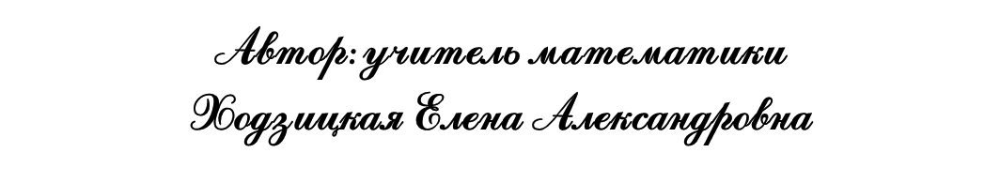 Автор: учитель математики
Ходзицкая Елена Александровна